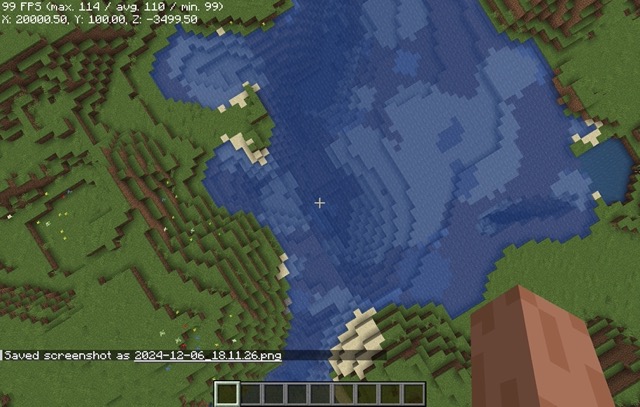 99 FPS (max. 114 / avg. 110 / min. 99)
X: 20000.50, Y: 100.00, Z: -3499.50
Saved screenshot as 2024-12-06_18.11.26.png